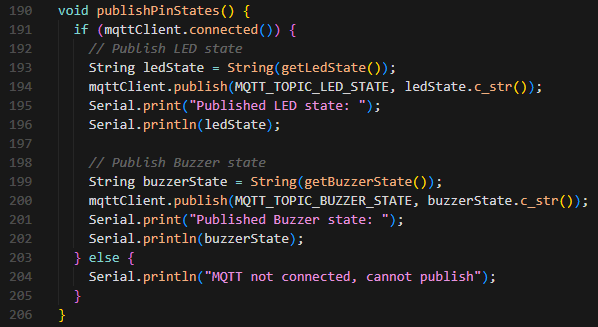 190 void publishPinStates() {
191   if (mqttClient.connected()) {
192     // Publish LED state
193     String ledState = String(getLedState());
194     mqttClient.publish(MQTT_TOPIC_LED_STATE, ledState.c_str());
195     Serial.print("Published LED state: ");
196     Serial.println(ledState);
197
198     // Publish Buzzer state
199     String buzzerState = String(getBuzzerState());
200     mqttClient.publish(MQTT_TOPIC_BUZZER_STATE, buzzerState.c_str());
201     Serial.print("Published Buzzer state: ");
202     Serial.println(buzzerState);
203   } else {
204     Serial.println("MQTT not connected, cannot publish");
205   }
206 }